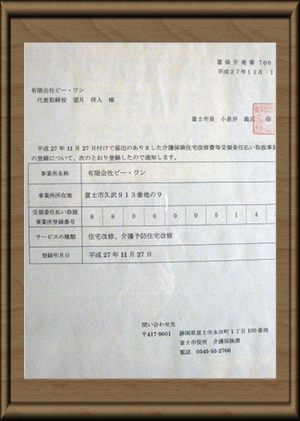 富保介発第700
平成27年12月 1
有限会社ビー・ワン
代表取締役 望月 祥人 様
富士市長 小長井 義正
平成27年11月27日付けで届出のありました介護保険住宅改修費等受領委任払い取扱事業
の登録について、次のとおり登録したので通知します。
事業所名称 有限会社ビー・ワン
事業所所在地 富士市久沢913番地の9
受領委任払い取扱
事業所登録番号 8 8 0 0 0 0 1 4
サービスの種類 住宅改修、介護予防住宅改修
登録年月日 平成27年11月27日
問い合わせ先
〒417-8601 静岡県富士市永田町1丁目100番地
富士市役所 介護保険課
電話 0545-55-2766